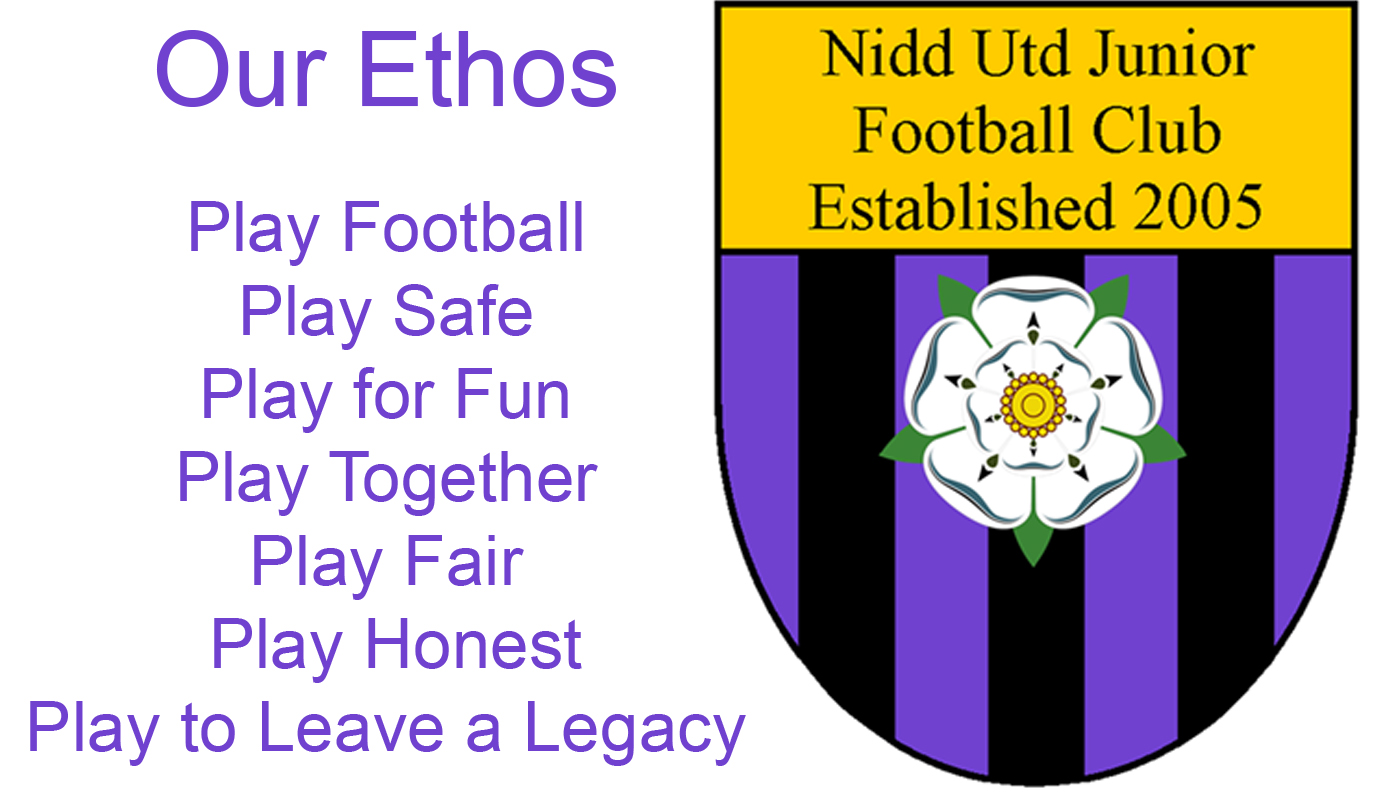 Our Ethos
Play Football
Play Safe
Play for Fun
Play Together
Play Fair
Play Honest
Play to Leave a Legacy
Nidd Utd Junior
Football Club
Established 2005